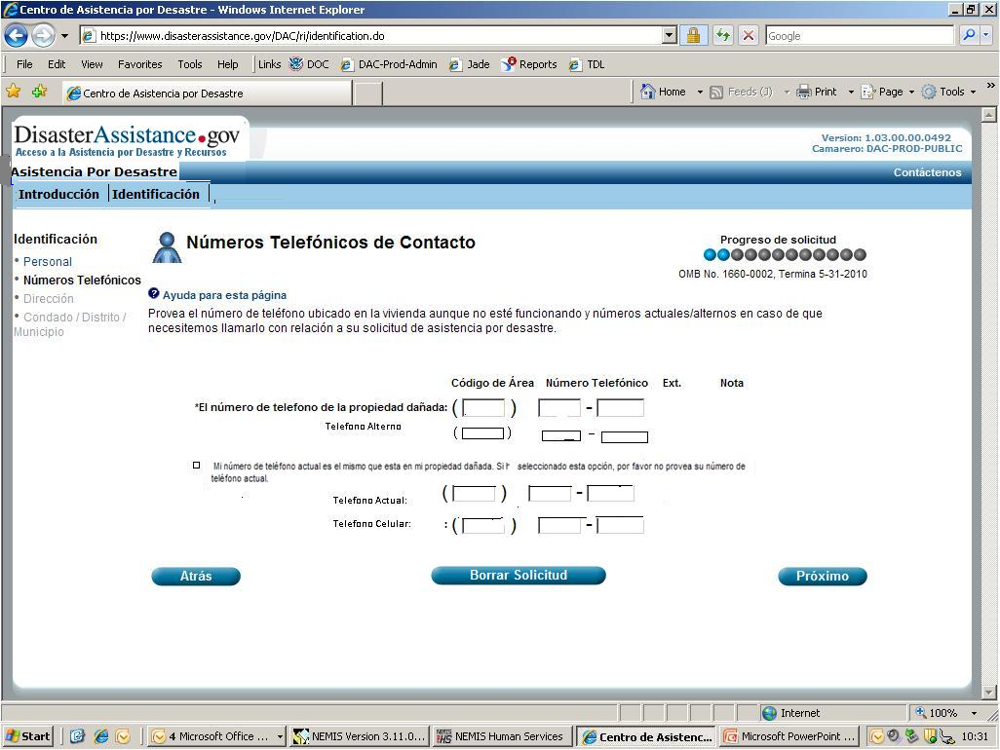 Centro de Asistencia por Desastre - Windows Internet Explorer
https://www.disasterassistance.gov/DAC/ri/identification.do
Google
File Edit View Favorites Tools Help Links DOC DAC-Prod-Admin Jade Reports TDL
Centro de Asistencia por Desastre
Home Feeds (J) Print Page Tools »
DisasterAssistance.gov
Acceso a la Asistencia por Desastre y Recursos
Version: 1.03.00.00.0492
Camarero: DAC-PROD-PUBLIC
Asistencia Por Desastre
Contáctenos
Introducción Identificación
Identificación
• Personal
• Números Telefónicos
• Dirección
• Condado / Distrito /
Municipio
Números Telefónicos de Contacto
Progreso de solicitud
OMB No. 1660-0002, Termina 5-31-2010
? Ayuda para esta página
Provea el número de teléfono ubicado en la vivienda aunque no esté funcionando y números actuales/alternos en caso de que
necesitemos llamarlo con relación a su solicitud de asistencia por desastre.
Código de Área Número Telefónico Ext. Nota
*El número de telefono de la propiedad dañada: ( ) -
Telefono Alterno ( ) -
Mi número de teléfono actual es el mismo que esta en mi propiedad dañada. Si seleccionado esta opción, por favor no provea su número de
teléfono actual.
Telefono Actual: ( ) -
Telefono Celular: : ( ) -
Atrás Borrar Solicitud Próximo
Internet 100%
Start 4 Microsoft Office ... NEMIS Version 3.11.0... NEMIS Human Services Centro de Asistenc... Microsoft PowerPoint ... 10:31